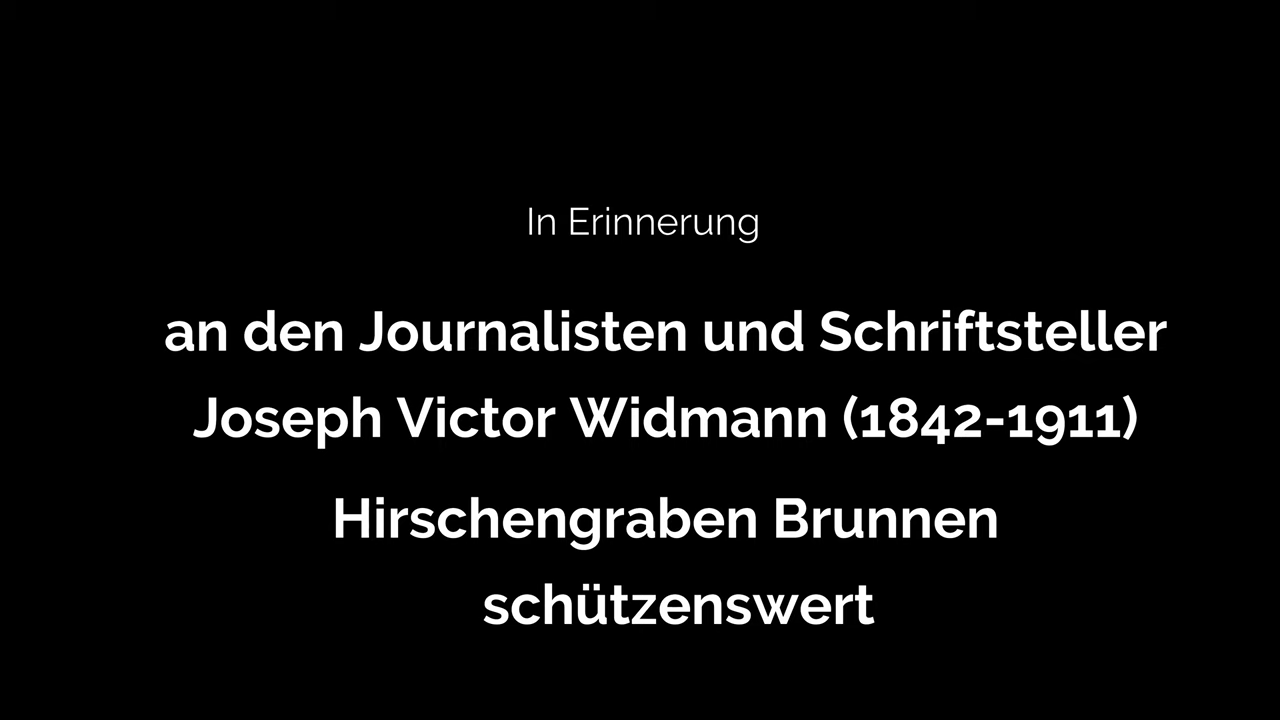 In Erinnerung
an den Journalisten und Schriftsteller
Joseph Victor Widmann (1842-1911)
Hirschengraben Brunnen
schützenswert